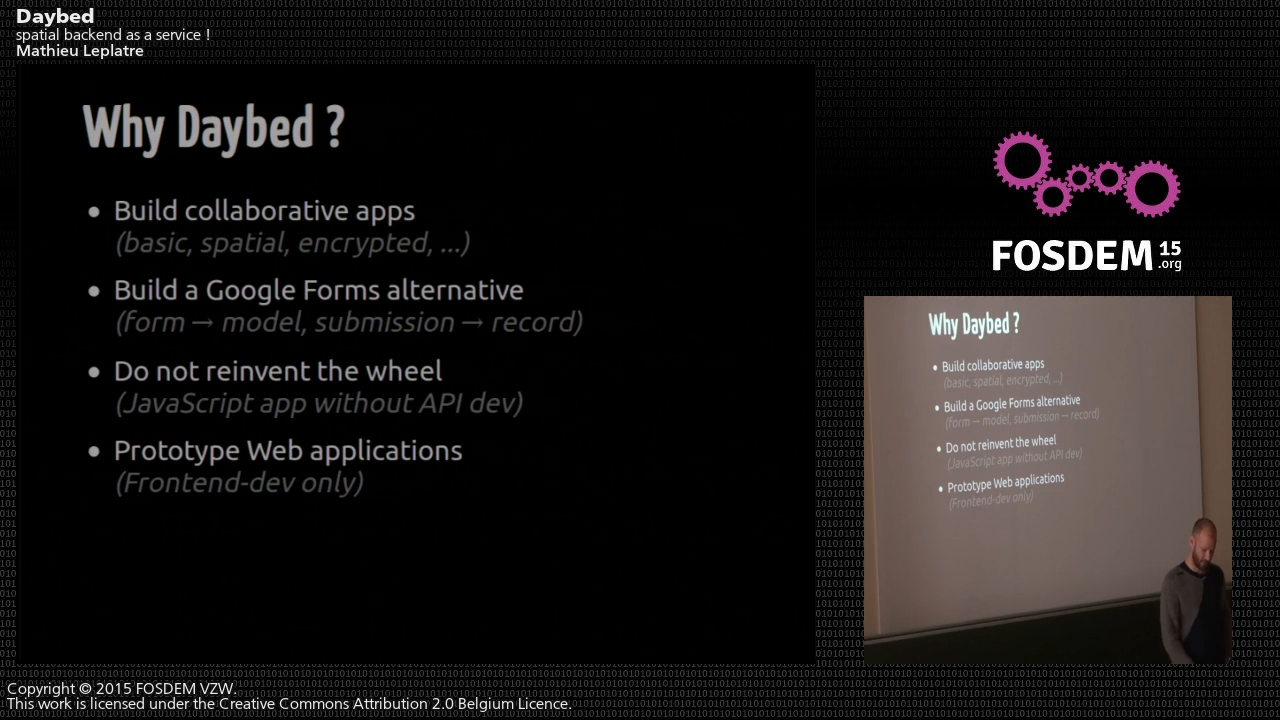 Daybed
spatial backend as a service !
Mathieu Leplatre
Why Daybed ?
• Build collaborative apps
(basic, spatial, encrypted, ...)
• Build a Google Forms alternative
(form → model, submission → record)
• Do not reinvent the wheel
(JavaScript app without API dev)
• Prototype Web applications
(Frontend-dev only)
FOSDEM 15
.org
Why Daybed ?
• Build collaborative apps
(basic, spatial, encrypted, ...)
• Build a Google Forms alternative
(form → model, submission → record)
• Do not reinvent the wheel
(JavaScript app without API dev)
• Prototype Web applications
(Frontend-dev only)
Copyright © 2015 FOSDEM VZW.
This work is licensed under the Creative Commons Attribution 2.0 Belgium Licence.